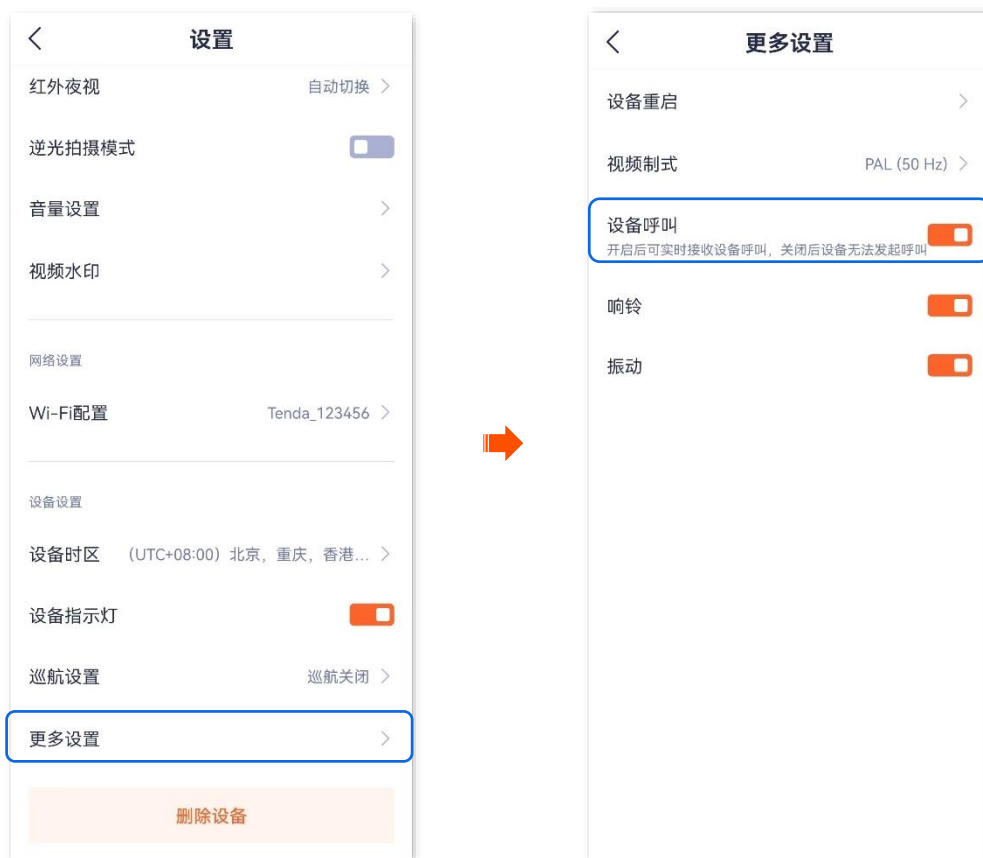 设置
红外夜视 自动切换
逆光拍摄模式
音量设置
视频水印
网络设置
Wi-Fi配置 Tenda_123456
设备设置
设备时区 (UTC+08:00) 北京，重庆，香港...
设备指示灯
巡航设置 巡航关闭
更多设置
删除设备
更多设置
设备重启
视频制式 PAL (50 Hz)
设备呼叫
开启后可实时接收设备呼叫，关闭后设备无法发起呼叫
响铃
振动